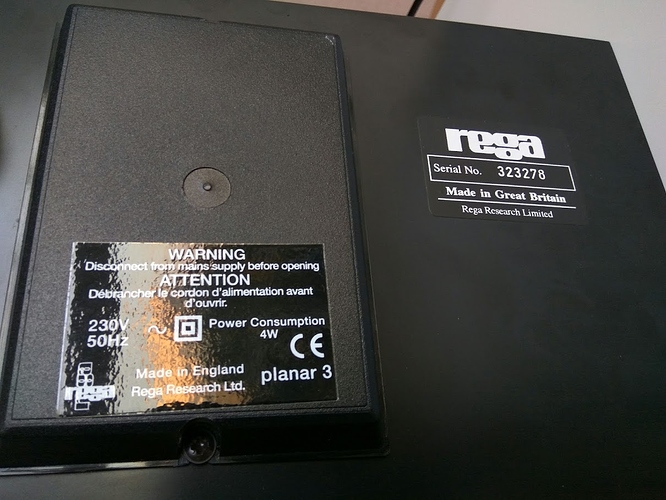 rega
Serial No. 323278
Made in Great Britain
Rega Research Limited
WARNING
Disconnect from mains supply before opening
ATTENTION
Débrancher le cordon d'alimentation avant
d'ouvrir.
230V
50Hz
Power Consumption
4W
CE
Made in England
Rega Research Ltd.
planar 3
rega